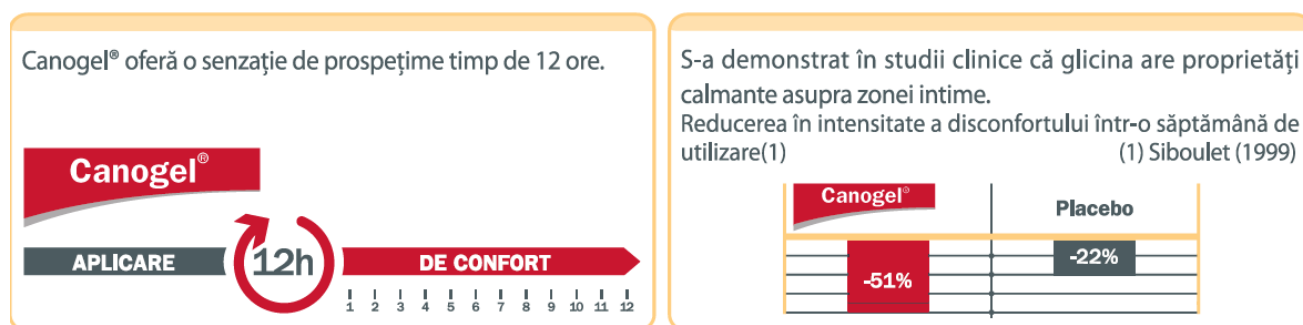 Canogel® oferă o senzație de prospețime timp de 12 ore.
Canogel®
APLICARE
12h
DE CONFORT
1 2 3 4 5 6 7 8 9 10 11 12
S-a demonstrat în studii clinice că glicina are proprietăți
calmante asupra zonei intime.
Reducerea în intensitate a disconfortului într-o săptămână de
utilizare(1) (1) Siboulet (1999)
Canogel®
Placebo
-51%
-22%